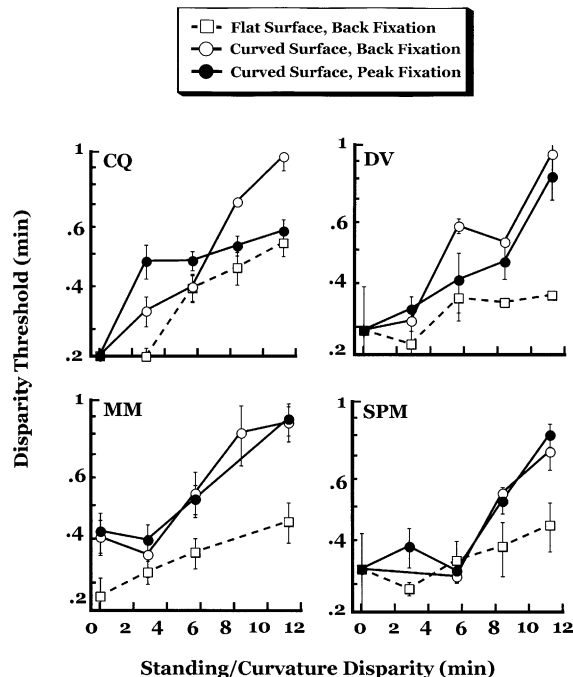 Flat Surface, Back Fixation
Curved Surface, Back Fixation
Curved Surface, Peak Fixation
Disparity Threshold (min)
CQ
1
.6
.4
.2
DV
1
.6
.4
.2
MM
1
.6
.4
.2
0 2 4 6 8 10 12
SPM
1
.6
.4
.2
0 2 4 6 8 10 12
Standing/Curvature Disparity (min)